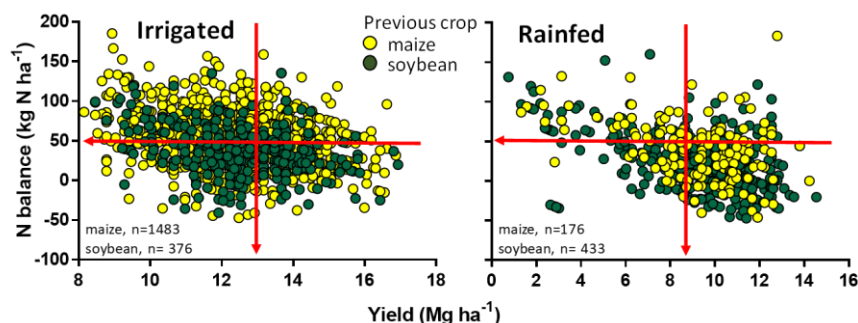 Irrigated
Previous crop
maize
soybean
Rainfed
N balance (kg N ha⁻¹)
200
150
100
50
0
-50
-100
maize, n=1483
soybean, n= 376
maize, n=176
soybean, n= 433
8 10 12 14 16 18
0 2 4 6 8 10 12 14 16
Yield (Mg ha⁻¹)